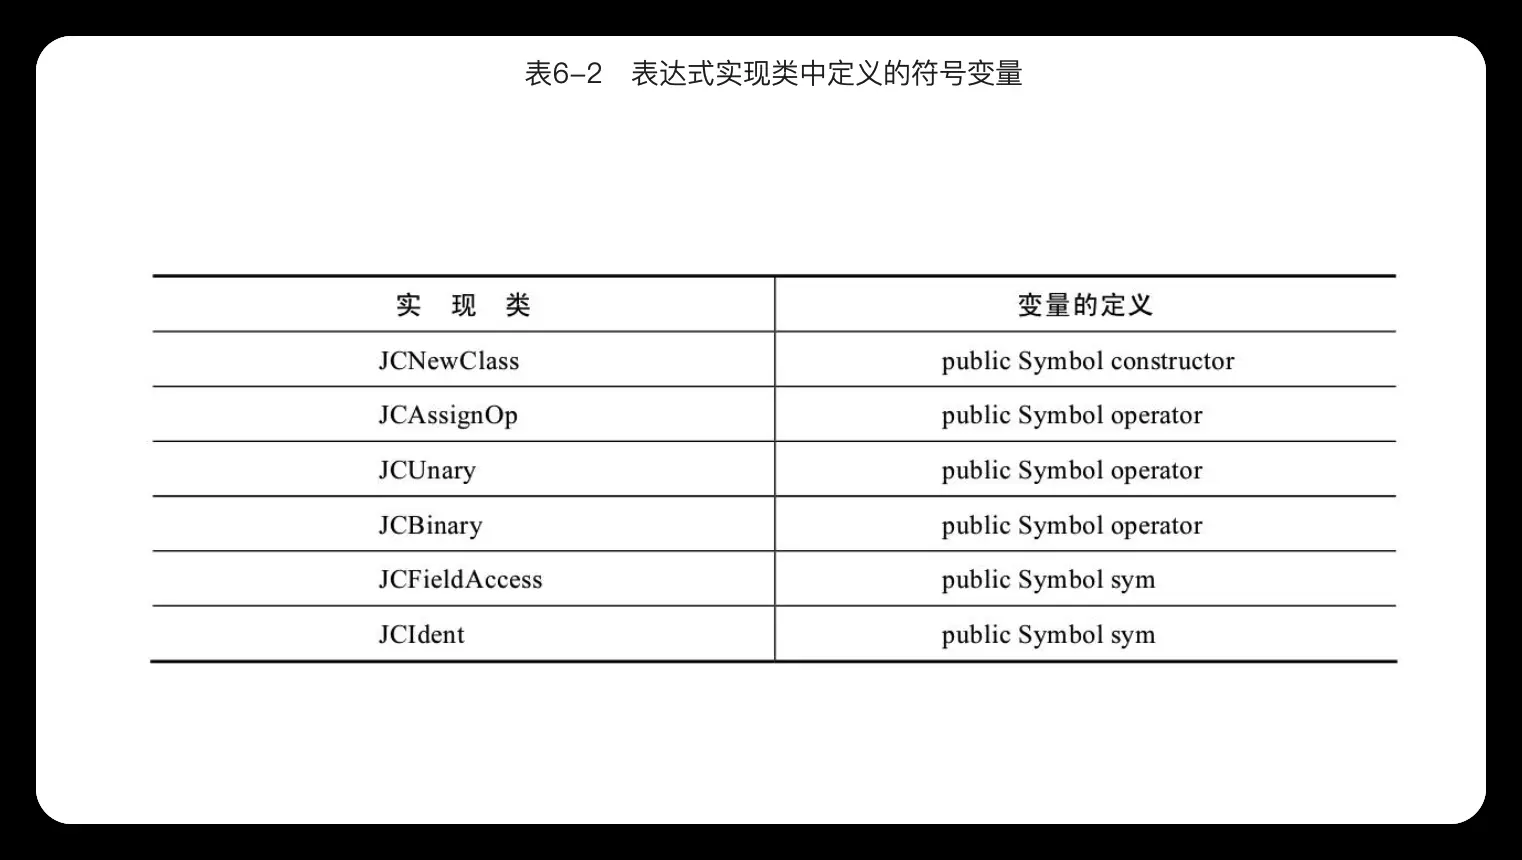 表6-2 表达式实现类中定义的符号变量
实 现 类 变量的定义
JCNewClass public Symbol constructor
JCAssignOp public Symbol operator
JCUnary public Symbol operator
JCBinary public Symbol operator
JCFieldAccess public Symbol sym
JCIdent public Symbol sym